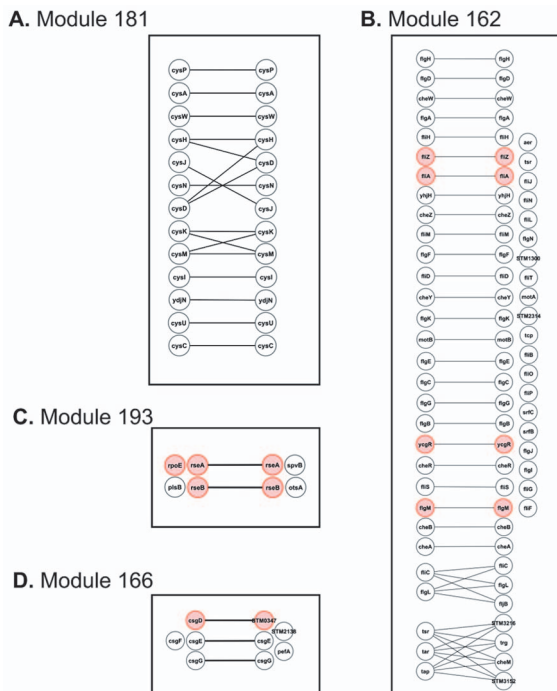 A. Module 181
cysP cysP
cysA cysA
cysW cysW
cysH cysH
cysJ cysD
cysN cysN
cysD cysJ
cysK cysK
cysM cysM
cysI cysI
ydjN ydjN
cysU cysU
cysC cysC
B. Module 162
flgH flgH
flgD flgD
cheW cheW
flgA flgA
fliH fliH
fliZ fliZ
fliA fliA
yhjH yhjH
cheZ cheZ
fliM fliM
flgF flgF
fliD fliD
cheY cheY
flgK flgK
motB motB
flgE flgE
flgC flgC
flgG flgG
flgB flgB
ycgR ycgR
cheR cheR
fliS fliS
flgM flgM
cheB cheB
cheA cheA
fliC fliC
flgL flgL
fljB
tsr STM3216
tar trg
tap cheM
STM3152
aer
tsr
fliJ
fliN
fliL
flgN
STM1300
fliT
motA
STM2314
tcp
fliB
fliO
fliP
srfC
srfB
flgJ
flgI
fliG
fliF
C. Module 193
rpoE rseA rseA spvB
plsB rseB rseB otsA
D. Module 166
csgD STM0347
STM2136
csgF csgE csgE
pefA
csgG csgG